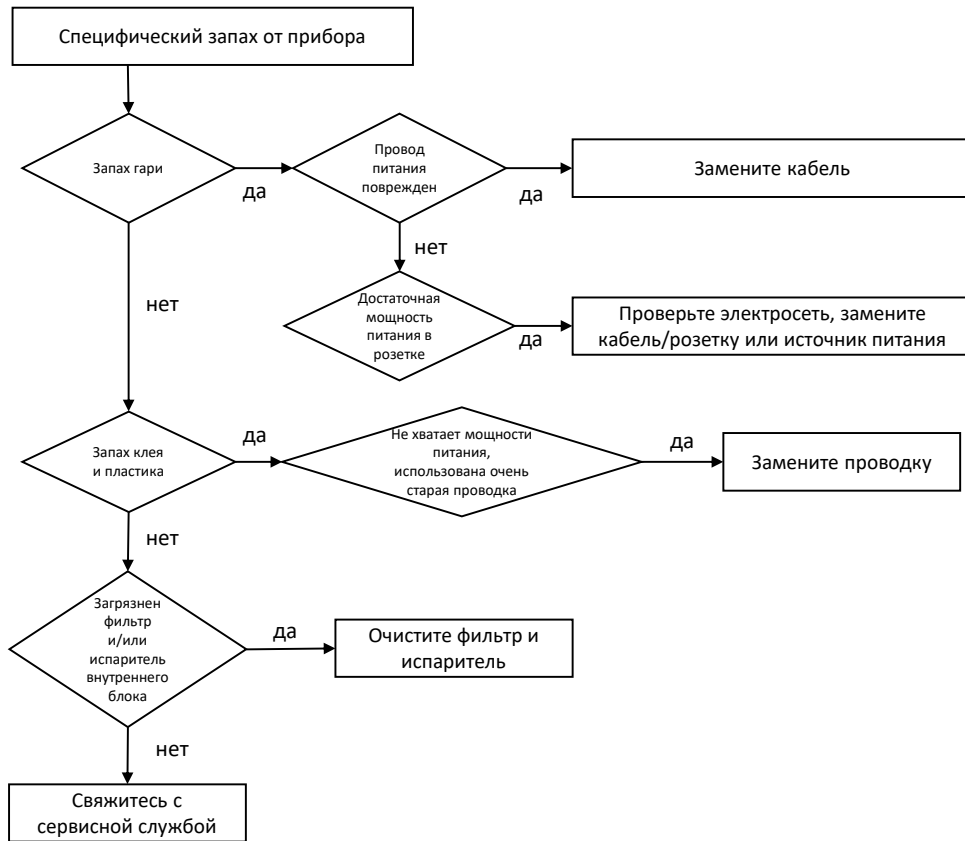 Специфический запах от прибора
Запах гари
да
Провод
питания
поврежден
да
Замените кабель
нет
нет
Достаточная
мощность
питания в
розетке
да
Проверьте электросеть, замените
кабель/розетку или источник питания
Запах клея
и пластика
да
Не хватает мощности
питания,
использована очень
старая проводка
да
Замените проводку
нет
Загрязнен
фильтр
и/или
испаритель
внутреннего
блока
да
Очистите фильтр и
испаритель
нет
Свяжитесь с
сервисной службой